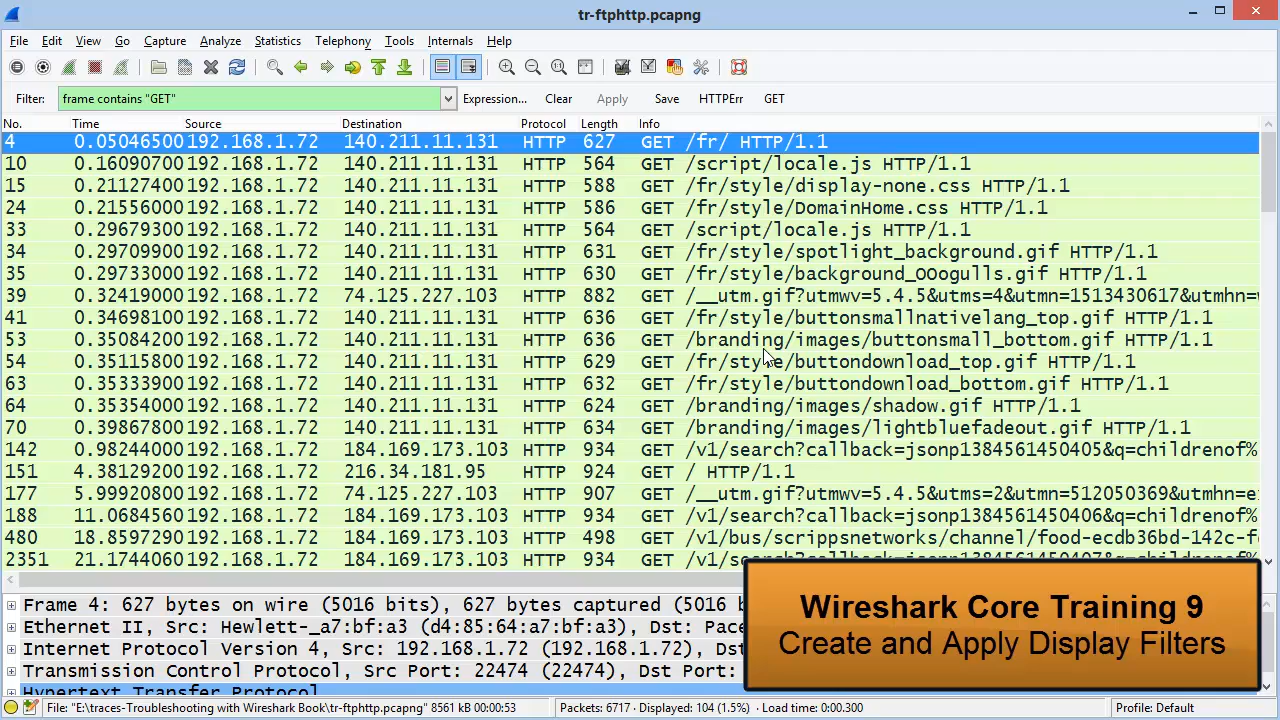 tr-ftphttp.pcapng
File Edit View Go Capture Analyze Statistics Telephony Tools Internals Help
Filter: frame contains "GET" Expression... Clear Apply Save HTTPErr GET
No. Time Source Destination Protocol Length Info
4 0.05046500 192.168.1.72 140.211.11.131 HTTP 627 GET /fr/ HTTP/1.1
10 0.16090700 192.168.1.72 140.211.11.131 HTTP 564 GET /script/locale.js HTTP/1.1
15 0.21127400 192.168.1.72 140.211.11.131 HTTP 588 GET /fr/style/display-none.css HTTP/1.1
24 0.21556000 192.168.1.72 140.211.11.131 HTTP 586 GET /fr/style/DomainHome.css HTTP/1.1
33 0.29679300 192.168.1.72 140.211.11.131 HTTP 564 GET /script/locale.js HTTP/1.1
34 0.29709900 192.168.1.72 140.211.11.131 HTTP 631 GET /fr/style/spotlight_background.gif HTTP/1.1
35 0.29733000 192.168.1.72 140.211.11.131 HTTP 630 GET /fr/style/background_OOogulls.gif HTTP/1.1
39 0.32419000 192.168.1.72 74.125.227.103 HTTP 882 GET /__utm.gif?utmwv=5.4.5&utms=4&utmn=1513430617&utmhn=
41 0.34698100 192.168.1.72 140.211.11.131 HTTP 636 GET /fr/style/buttonsmallnativelang_top.gif HTTP/1.1
53 0.35084200 192.168.1.72 140.211.11.131 HTTP 636 GET /branding/images/buttonsmall_bottom.gif HTTP/1.1
54 0.35115800 192.168.1.72 140.211.11.131 HTTP 629 GET /fr/style/buttondownload_top.gif HTTP/1.1
63 0.35333900 192.168.1.72 140.211.11.131 HTTP 632 GET /fr/style/buttondownload_bottom.gif HTTP/1.1
64 0.35354000 192.168.1.72 140.211.11.131 HTTP 624 GET /branding/images/shadow.gif HTTP/1.1
70 0.39867800 192.168.1.72 140.211.11.131 HTTP 634 GET /branding/images/lightbluefadeout.gif HTTP/1.1
142 0.98244000 192.168.1.72 184.169.173.103 HTTP 934 GET /v1/search?callback=jsonp1384561450405&q=childrenof%
151 4.38129200 192.168.1.72 216.34.181.95 HTTP 924 GET / HTTP/1.1
177 5.99920800 192.168.1.72 74.125.227.103 HTTP 907 GET /__utm.gif?utmwv=5.4.5&utms=2&utmn=512050369&utmhn=e
188 11.0684560 192.168.1.72 184.169.173.103 HTTP 934 GET /v1/search?callback=jsonp1384561450406&q=childrenof%
480 18.8597290 192.168.1.72 184.169.173.103 HTTP 498 GET /v1/bus/scrippsnetworks/channel/food-ecdb36bd-142c-f
2351 21.1744060 192.168.1.72 184.169.173.103 HTTP 934 GET /v1/search?callback=jsonp1384561450407&q=childrenof%
Frame 4: 627 bytes on wire (5016 bits), 627 bytes captured (5016
Ethernet II, Src: Hewlett-_a7:bf:a3 (d4:85:64:a7:bf:a3), Dst: Pace
Internet Protocol Version 4, Src: 192.168.1.72 (192.168.1.72), Dst:
Transmission Control Protocol, Src Port: 22474 (22474), Dst Port:
Hypertext Transfer Protocol
Wireshark Core Training 9
Create and Apply Display Filters
File: "E:\traces-Troubleshooting with Wireshark Book\tr-ftphttp.pcapng" 8561 kB 00:00:53 Packets: 6717 · Displayed: 104 (1.5%) · Load time: 0:00.300 Profile: Default